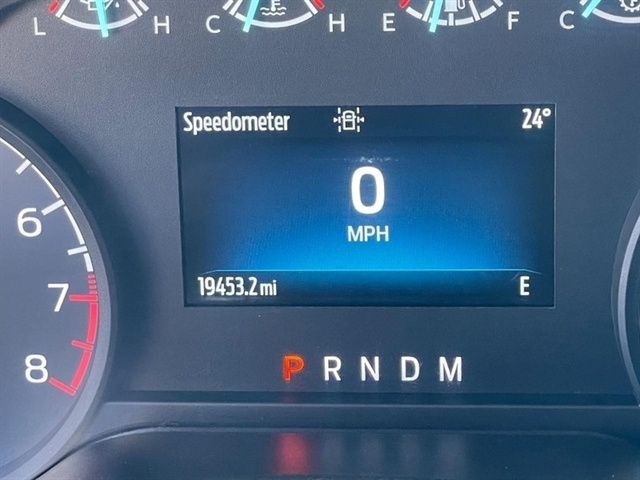 L H C H E F C
Speedometer 24°
0
MPH
6
7
8
19453.2 mi E
P R N D M